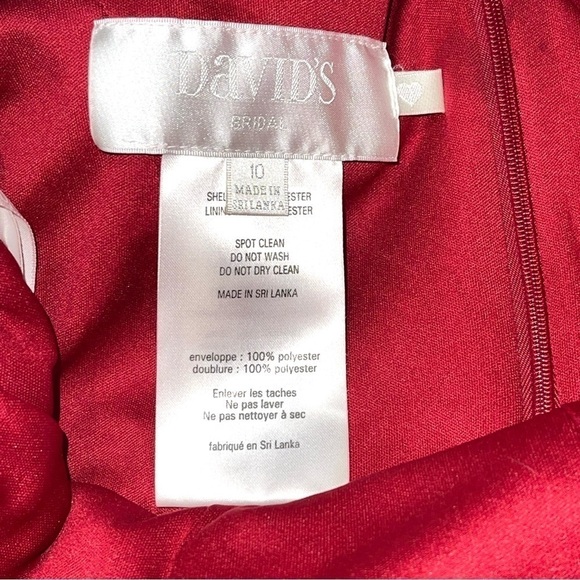 DaVID'S
BRIDAL
10
MADE IN
SRI LANKA
SPOT CLEAN
DO NOT WASH
DO NOT DRY CLEAN
MADE IN SRI LANKA
enveloppe : 100% polyester
doublure : 100% polyester
Enlever les taches
Ne pas laver
Ne pas nettoyer à sec
fabriqué en Sri Lanka